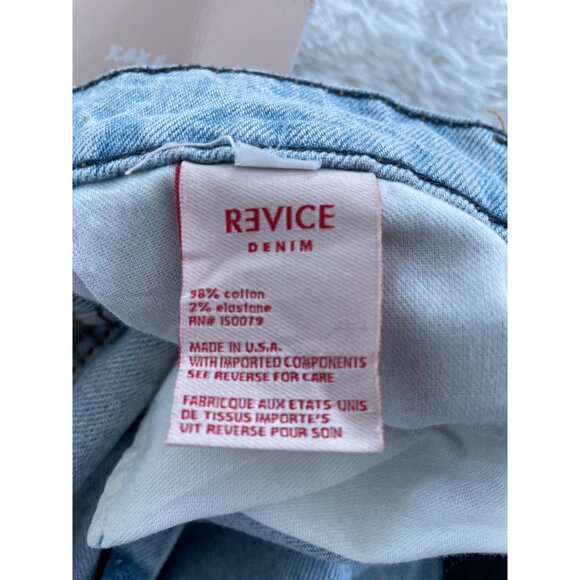 RƎVICE
DENIM
98% cotton
2% elastane
RN# 150079
MADE IN U.S.A.
WITH IMPORTED COMPONENTS
SEE REVERSE FOR CARE
FABRICQUE AUX ETATS UNIS
DE TISSUS IMPORTE'S
VIT REVERSE POUR SOIN